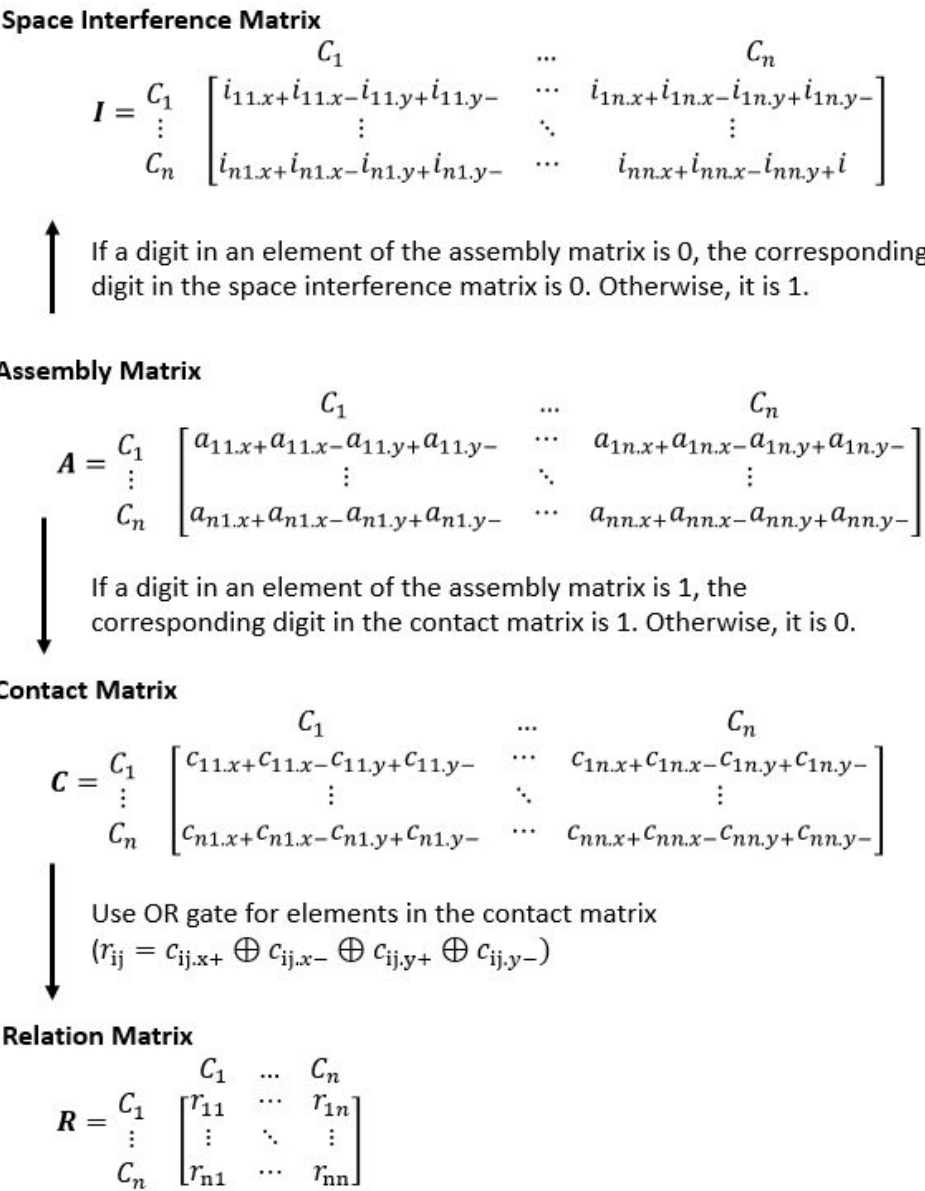 Space Interference Matrix
C₁ ... Cₙ
I = C₁ [i₁₁.ₓ₊i₁₁.ₓ₋i₁₁.y₊i₁₁.y₋ ⋯ i₁ₙ.ₓ₊i₁ₙ.ₓ₋i₁ₙ.y₊i₁ₙ.y₋]
⋮ ⋮ ⋱ ⋮
Cₙ [iₙ₁.ₓ₊iₙ₁.ₓ₋iₙ₁.y₊iₙ₁.y₋ ⋯ iₙₙ.ₓ₊iₙₙ.ₓ₋iₙₙ.y₊i]
If a digit in an element of the assembly matrix is 0, the corresponding
digit in the space interference matrix is 0. Otherwise, it is 1.
Assembly Matrix
C₁ ... Cₙ
A = C₁ [a₁₁.ₓ₊a₁₁.ₓ₋a₁₁.y₊a₁₁.y₋ ⋯ a₁ₙ.ₓ₊a₁ₙ.ₓ₋a₁ₙ.y₊a₁ₙ.y₋]
⋮ ⋮ ⋱ ⋮
Cₙ [aₙ₁.ₓ₊aₙ₁.ₓ₋aₙ₁.y₊aₙ₁.y₋ ⋯ aₙₙ.ₓ₊aₙₙ.ₓ₋aₙₙ.y₊aₙₙ.y₋]
If a digit in an element of the assembly matrix is 1, the
corresponding digit in the contact matrix is 1. Otherwise, it is 0.
Contact Matrix
C₁ ... Cₙ
C = C₁ [c₁₁.ₓ₊c₁₁.ₓ₋c₁₁.y₊c₁₁.y₋ ⋯ c₁ₙ.ₓ₊c₁ₙ.ₓ₋c₁ₙ.y₊c₁ₙ.y₋]
⋮ ⋮ ⋱ ⋮
Cₙ [cₙ₁.ₓ₊cₙ₁.ₓ₋cₙ₁.y₊cₙ₁.y₋ ⋯ cₙₙ.ₓ₊cₙₙ.ₓ₋cₙₙ.y₊cₙₙ.y₋]
Use OR gate for elements in the contact matrix
(rᵢⱼ = cᵢⱼ.ₓ₊ ⊕ cᵢⱼ.ₓ₋ ⊕ cᵢⱼ.y₊ ⊕ cᵢⱼ.y₋)
Relation Matrix
C₁ ... Cₙ
R = C₁ [r₁₁ ⋯ r₁ₙ]
⋮ ⋮ ⋱ ⋮
Cₙ [rₙ₁ ⋯ rₙₙ]